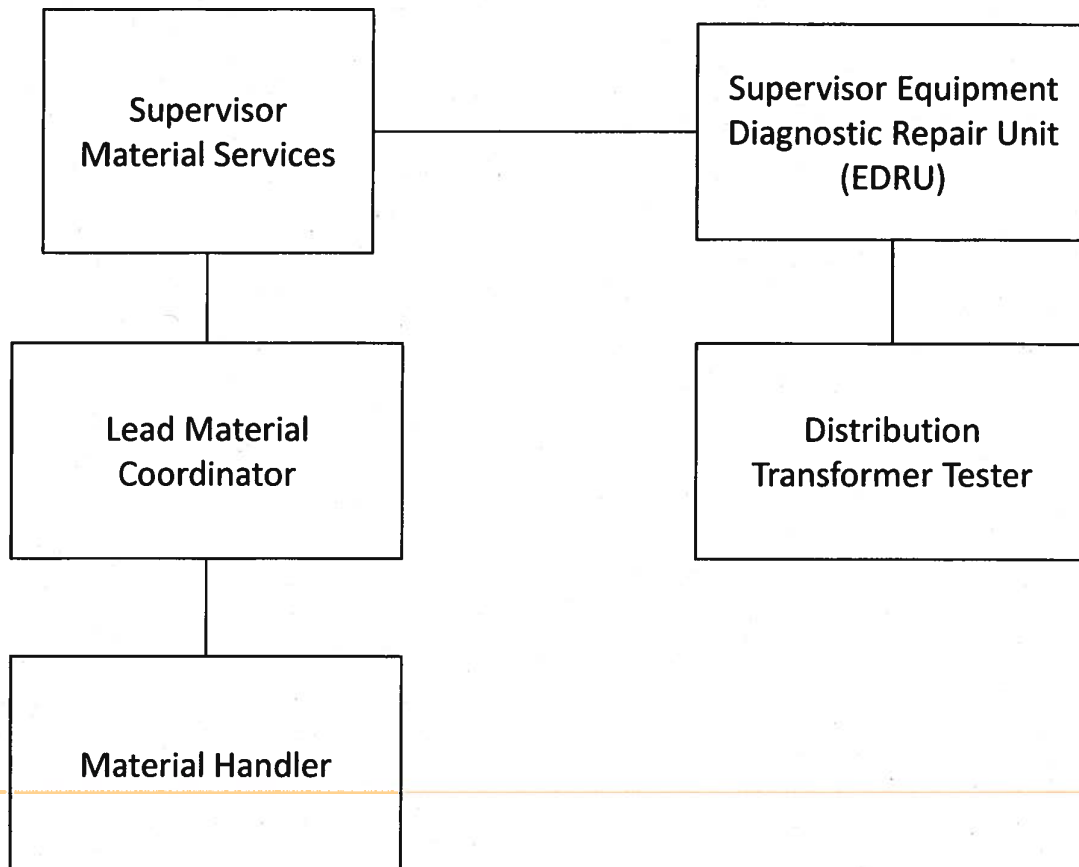 Supervisor
Material Services
Supervisor Equipment
Diagnostic Repair Unit
(EDRU)
Lead Material
Coordinator
Distribution
Transformer Tester
Material Handler